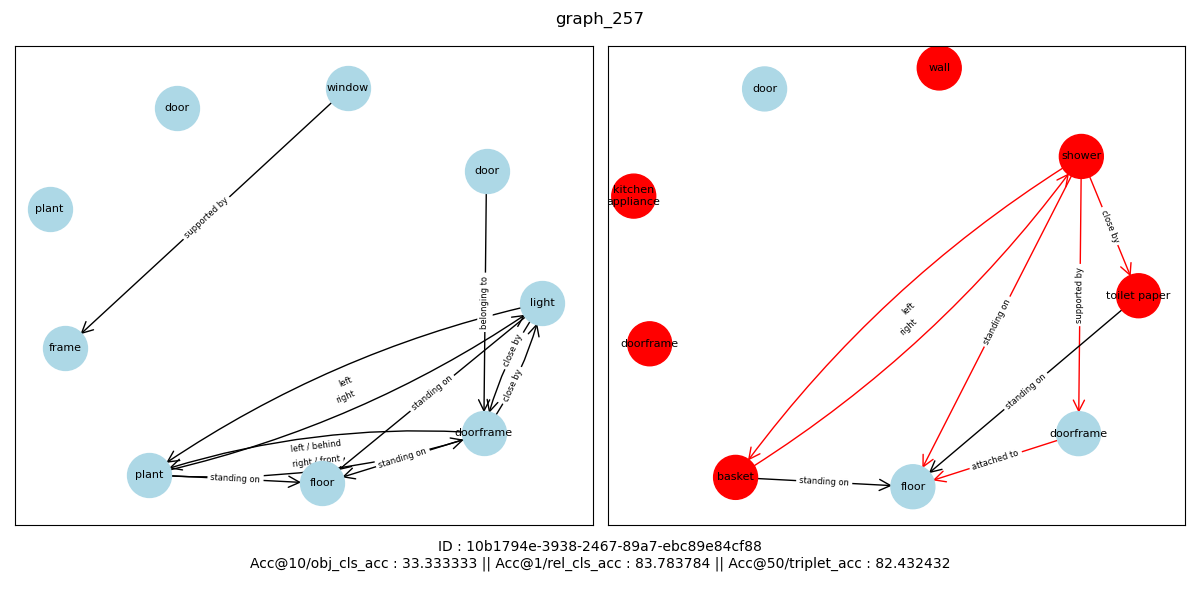 graph_257
window
door
door
plant
supported by
belonging to
light
frame
close by
left
close by
right
standing on
doorframe
left / behind
right / front
standing on
plant
standing on
floor
wall
door
shower
kitchen
appliance
close by
toilet paper
left
supported by
right
standing on
doorframe
standing on
doorframe
attached to
basket
standing on
floor
ID : 10b1794e-3938-2467-89a7-ebc89e84cf88
Acc@10/obj_cls_acc : 33.333333 || Acc@1/rel_cls_acc : 83.783784 || Acc@50/triplet_acc : 82.432432